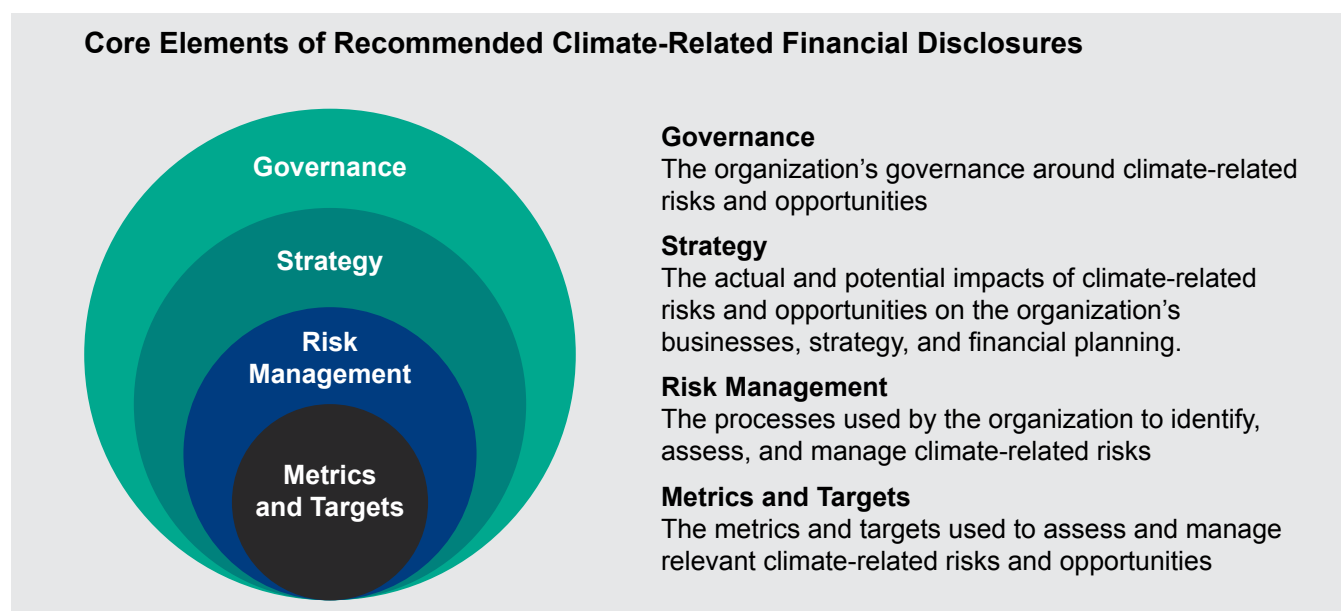 Core Elements of Recommended Climate-Related Financial Disclosures
Governance
Strategy
Risk
Management
Metrics
and Targets
Governance
The organization’s governance around climate-related
risks and opportunities
Strategy
The actual and potential impacts of climate-related
risks and opportunities on the organization’s
businesses, strategy, and financial planning.
Risk Management
The processes used by the organization to identify,
assess, and manage climate-related risks
Metrics and Targets
The metrics and targets used to assess and manage
relevant climate-related risks and opportunities